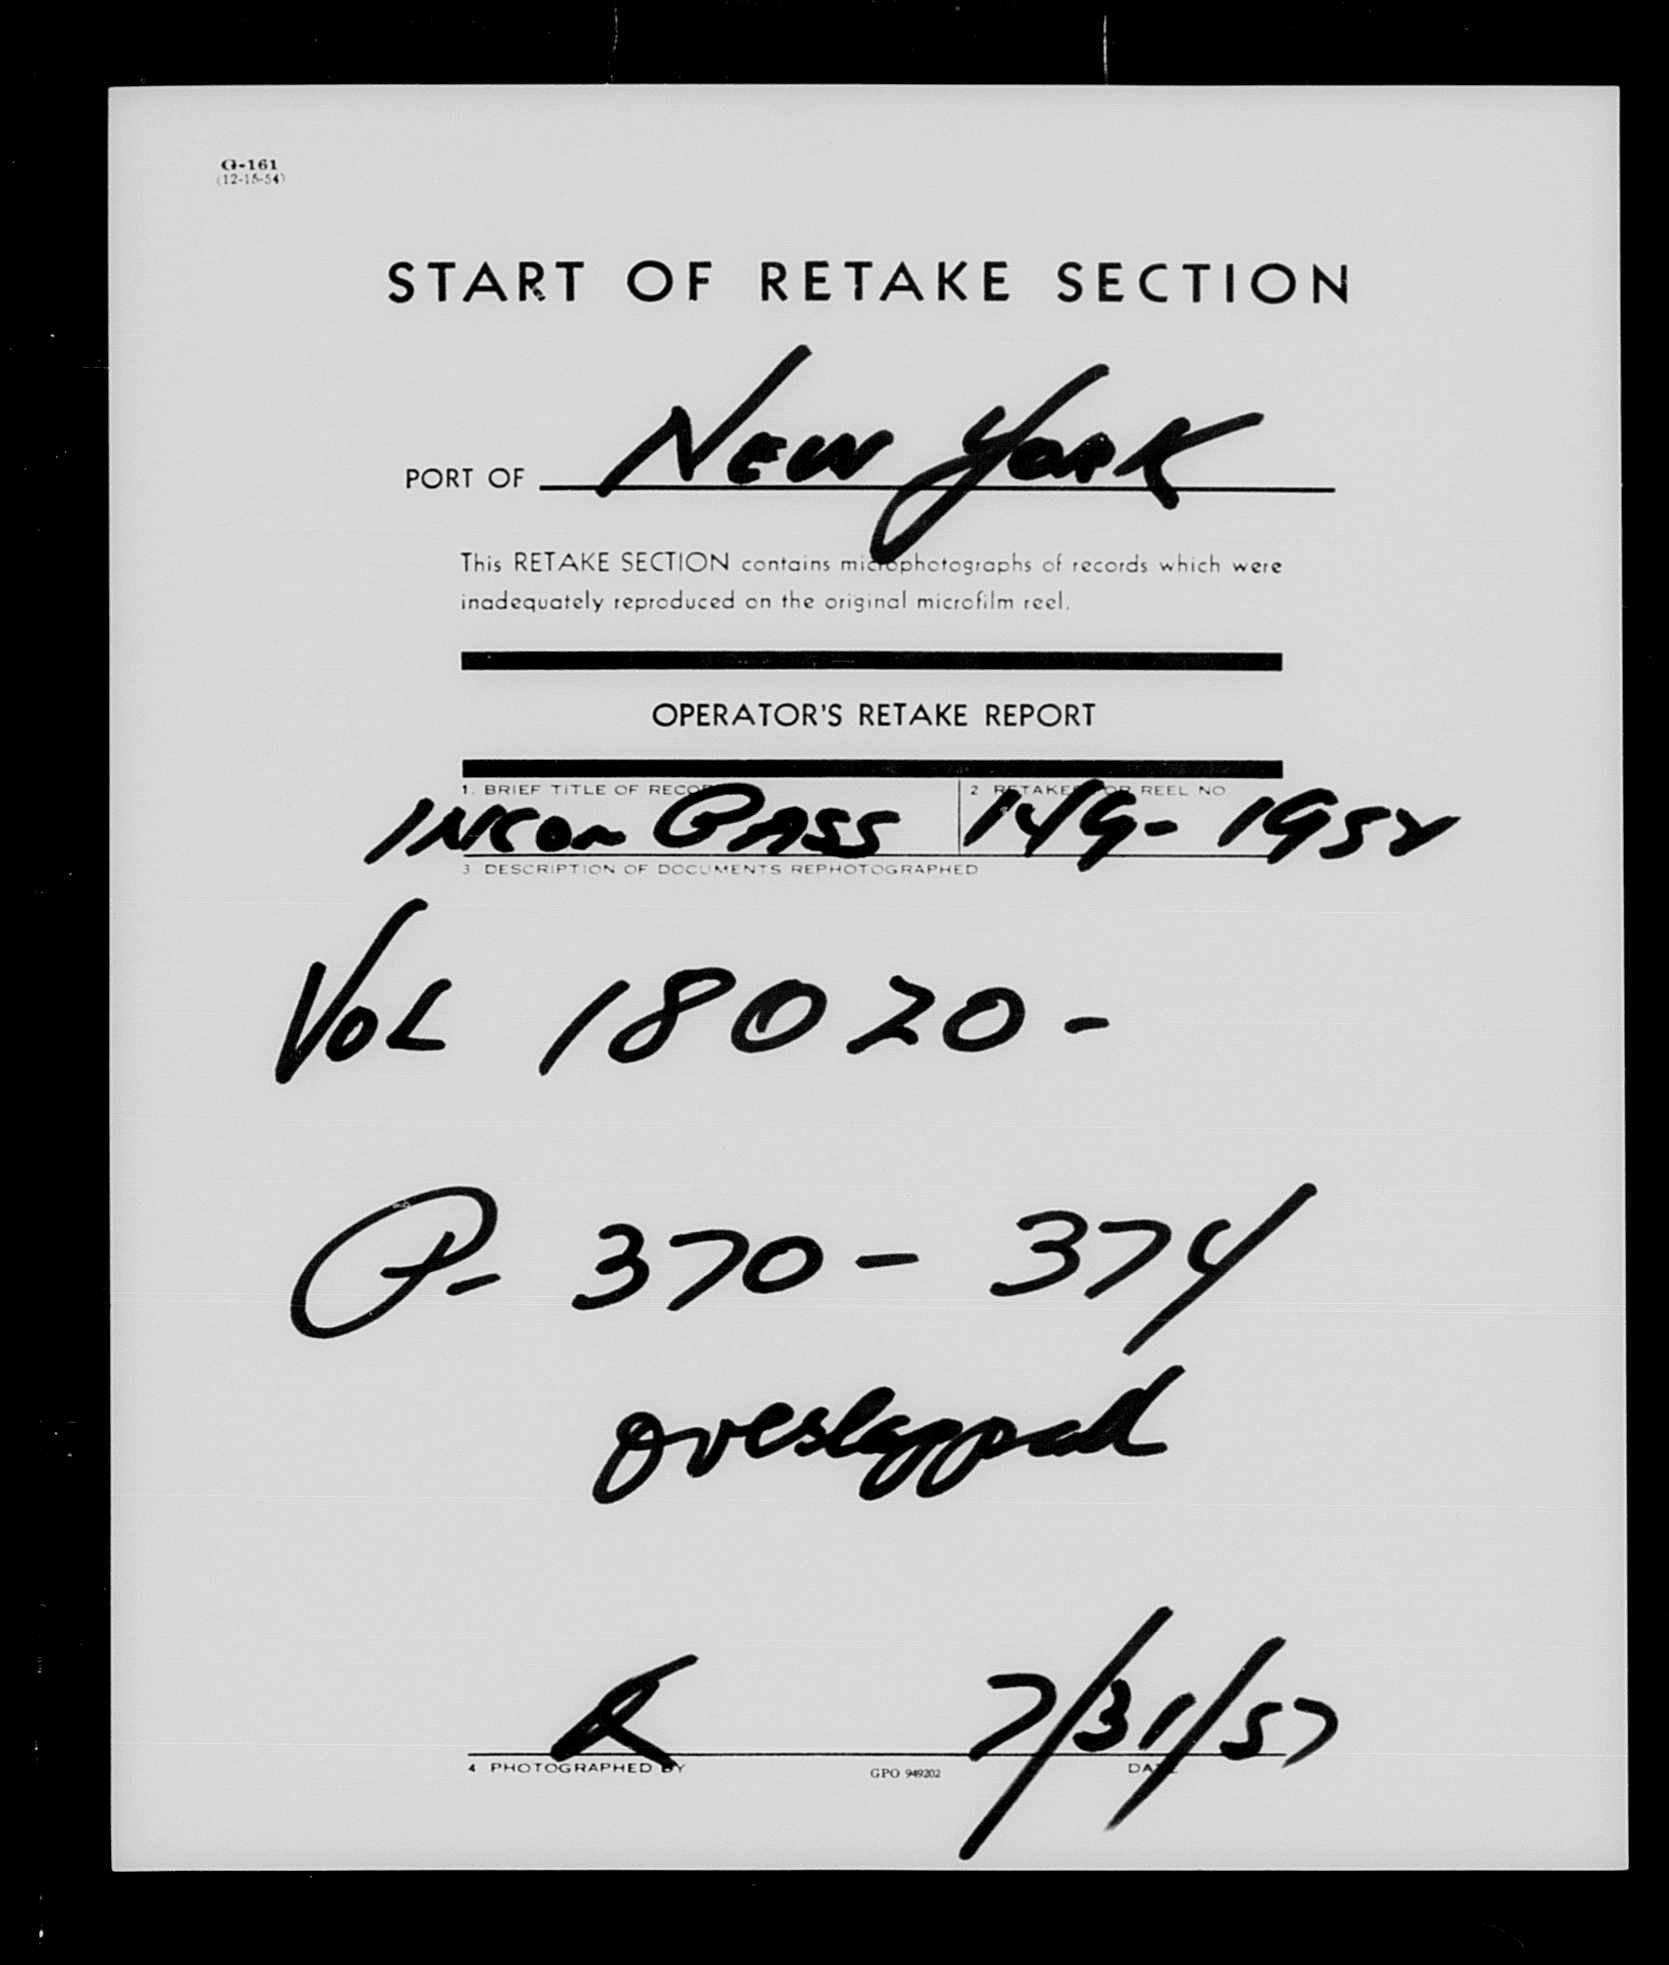 G-161
(12-15-54)
START OF RETAKE SECTION
PORT OF New York
This RETAKE SECTION contains microphotographs of records which were
inadequately reproduced on the original microfilm reel.
OPERATOR'S RETAKE REPORT
1. BRIEF TITLE OF RECORD 2 RETAKES FOR REEL NO
INCOM PASS 149- 195
3 DESCRIPTION OF DOCUMENTS REPHOTOGRAPHED
VOL 18020-
P- 370 - 374
overlapped
R 7/31/57
4 PHOTOGRAPHED BY GPO 949202 DATE